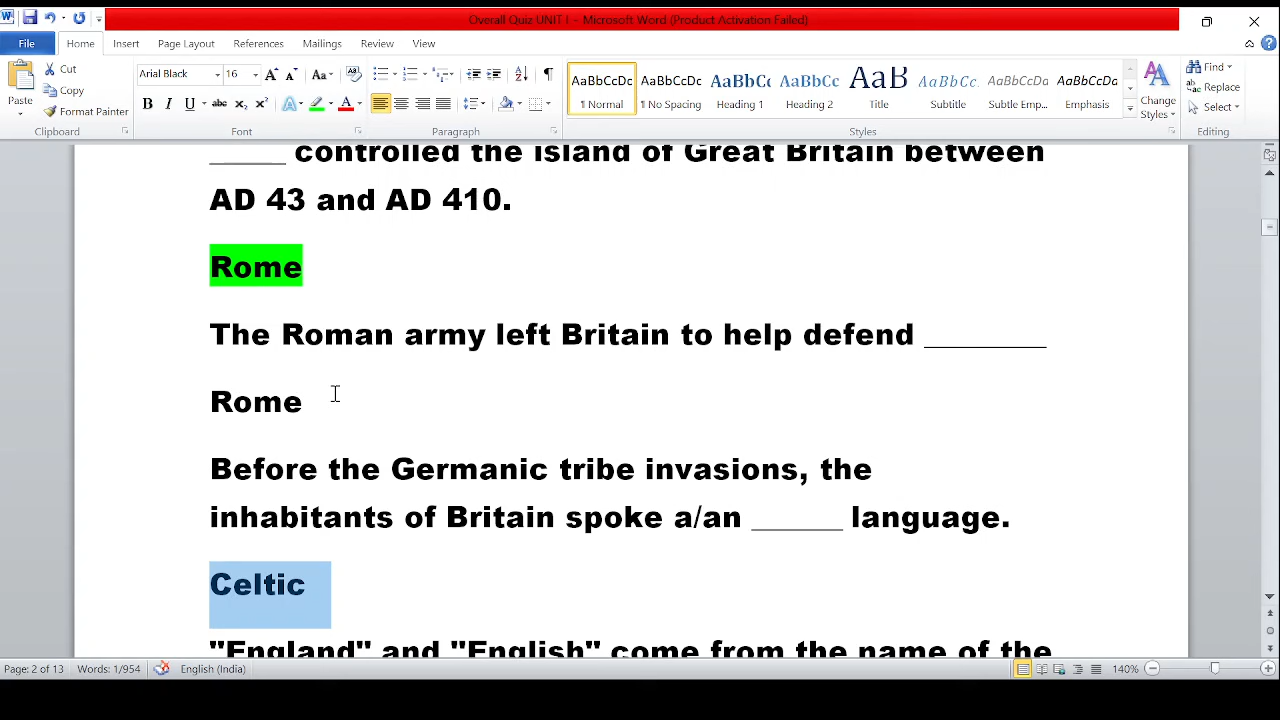 Overall Quiz UNIT I - Microsoft Word (Product Activation Failed)
File Home Insert Page Layout References Mailings Review View
Paste Cut Copy Format Painter
Arial Black 16
AaBbCcDc AaBbCcDc AaBbCc AaBbCc AaB AaBbCc. AaBbCcDc AaBbCcDc
¶ Normal ¶ No Spacing Heading 1 Heading 2 Title Subtitle Subtle Emp... Emphasis
Change Styles
Find Replace Select
Clipboard Font Paragraph Styles Editing
_____ controlled the island of Great Britain between
AD 43 and AD 410.
Rome
The Roman army left Britain to help defend ________
Rome
Before the Germanic tribe invasions, the
inhabitants of Britain spoke a/an ______ language.
Celtic
"England" and "English" come from the name of the
Page: 2 of 13 Words: 1/954 English (India) 140%